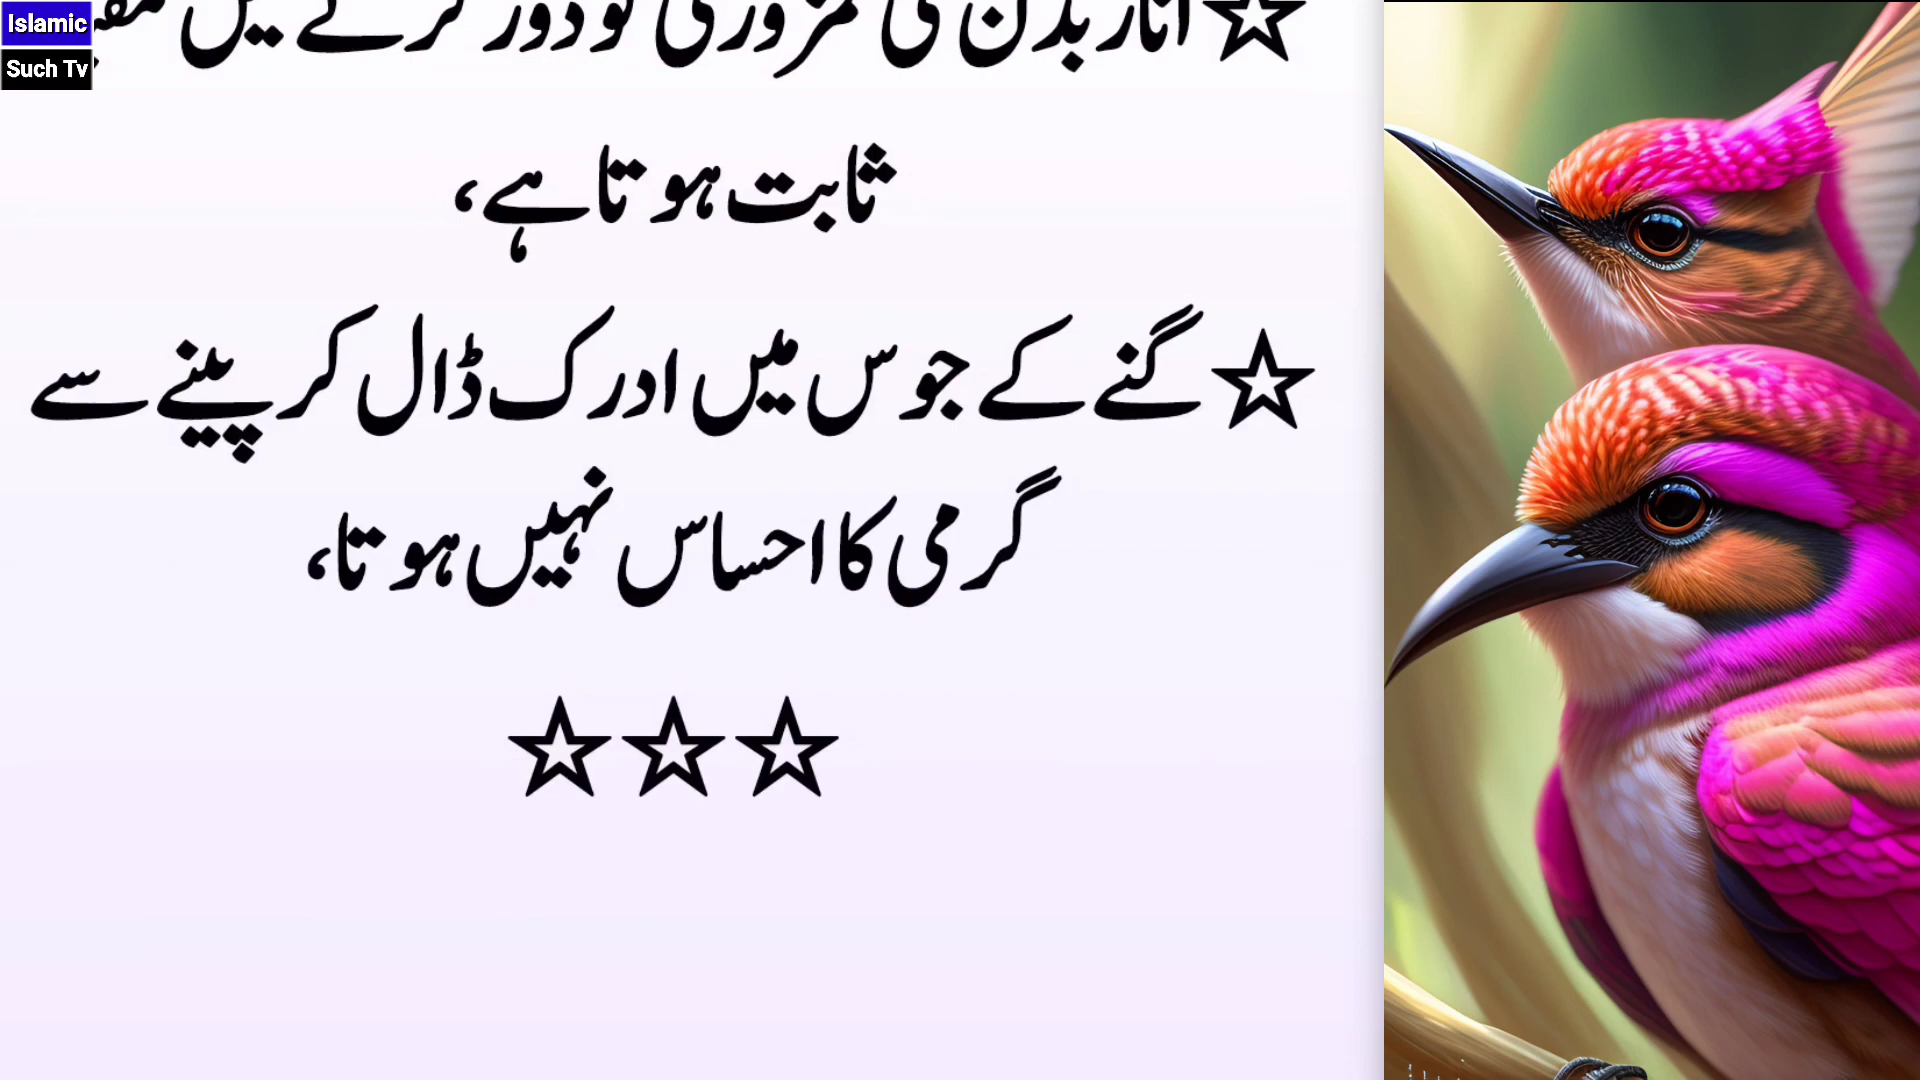 Islamic
Such Tv
☆انار بدن کی کمزوری کو دور کرنے میں
ثابت ہوتا ہے،
☆گنے کے جوس میں ادرک ڈال کر پینے سے
گرمی کا احساس نہیں ہوتا،
☆☆☆